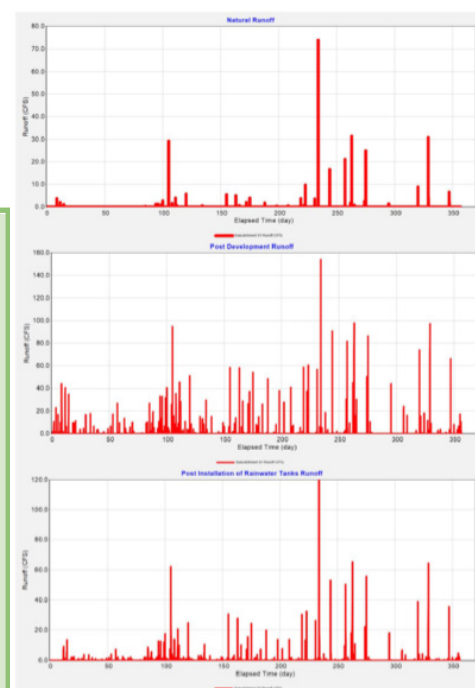 Natural Runoff
80.0
70.0
60.0
50.0
40.0
30.0
20.0
10.0
0.0
Runoff (CFS)
0 50 100 150 200 250 300 350
Elapsed Time (day)
Post Development Runoff
160.0
140.0
120.0
100.0
80.0
60.0
40.0
20.0
0.0
Runoff (CFS)
0 50 100 150 200 250 300 350
Elapsed Time (day)
Post Installation of Rainwater Tanks Runoff
120.0
100.0
80.0
60.0
40.0
20.0
0.0
Runoff (CFS)
0 50 100 150 200 250 300 350
Elapsed Time (day)